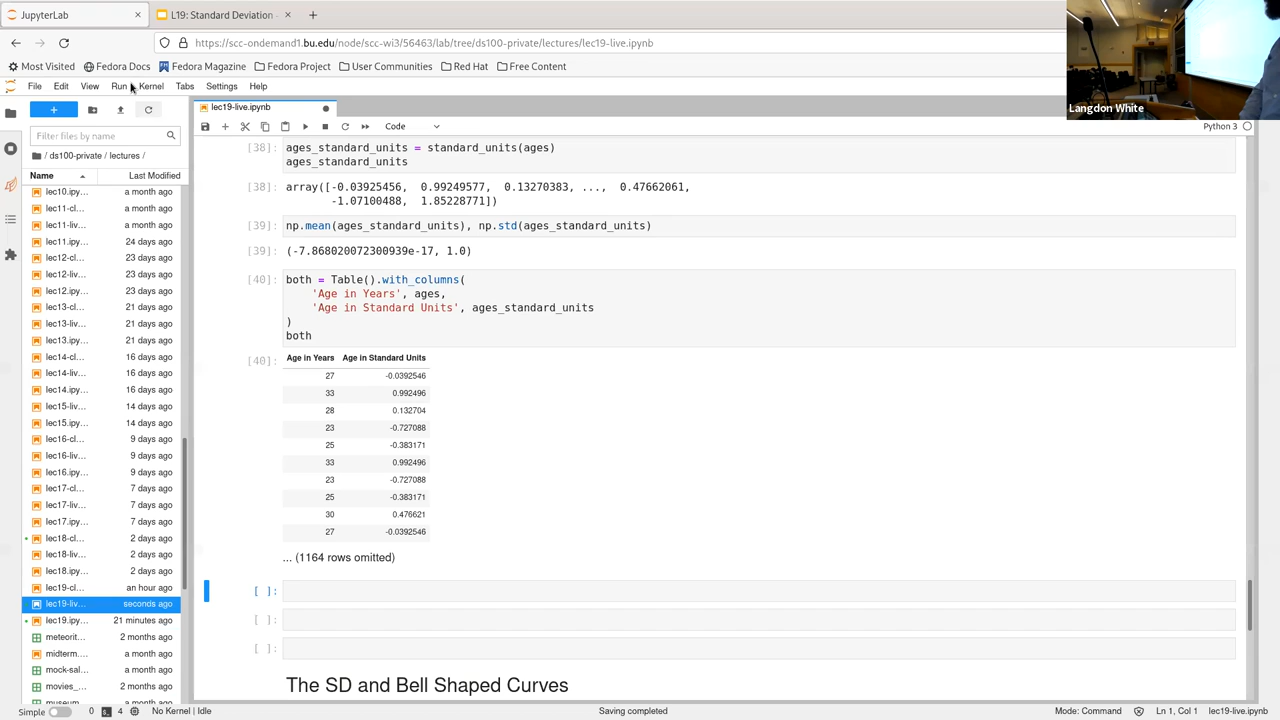 JupyterLab
L19: Standard Deviation -
https://scc-ondemand1.bu.edu/node/scc-wi3/56463/lab/tree/ds100-private/lectures/lec19-live.ipynb
Most Visited
Fedora Docs
Fedora Magazine
Fedora Project
User Communities
Red Hat
Free Content
Langdon White
File
Edit
View
Run
Kernel
Tabs
Settings
Help
lec19-live.ipynb
Code
Python 3
Filter files by name
/ ds100-private / lectures /
Name
Last Modified
lec10.ipy… a month ago
lec11-cl… a month ago
lec11-liv… a month ago
lec11.ipy… 24 days ago
lec12-cl… 23 days ago
lec12-liv… 23 days ago
lec12.ipy… 23 days ago
lec13-cl… 21 days ago
lec13-liv… 21 days ago
lec13.ipy… 21 days ago
lec14-cl… 16 days ago
lec14-liv… 16 days ago
lec14.ipy… 16 days ago
lec15-liv… 14 days ago
lec15.ipy… 14 days ago
lec16-cl… 9 days ago
lec16-liv… 9 days ago
lec16.ipy… 9 days ago
lec17-cl… 7 days ago
lec17-liv… 7 days ago
lec17.ipy… 7 days ago
lec18-cl… 2 days ago
lec18-liv… 2 days ago
lec18.ipy… 2 days ago
lec19-cl… an hour ago
lec19-liv… seconds ago
lec19.ipy… 21 minutes ago
meteorit… 2 months ago
midterm.… a month ago
mock-sal… a month ago
movies_… 2 months ago
museum… a month ago
[38]: ages_standard_units = standard_units(ages)
ages_standard_units
[38]: array([-0.03925456, 0.99249577, 0.13270383, ..., 0.47662061,
-1.07100488, 1.85228771])
[39]: np.mean(ages_standard_units), np.std(ages_standard_units)
[39]: (-7.868020072300939e-17, 1.0)
[40]: both = Table().with_columns(
'Age in Years', ages,
'Age in Standard Units', ages_standard_units
)
both
[40]: Age in Years Age in Standard Units
27 -0.0392546
33 0.992496
28 0.132704
23 -0.727088
25 -0.383171
33 0.992496
23 -0.727088
25 -0.383171
30 0.476621
27 -0.0392546
... (1164 rows omitted)
[ ]:
[ ]:
[ ]:
The SD and Bell Shaped Curves
Simple
0
4
No Kernel | Idle
Saving completed
Mode: Command
Ln 1, Col 1
lec19-live.ipynb